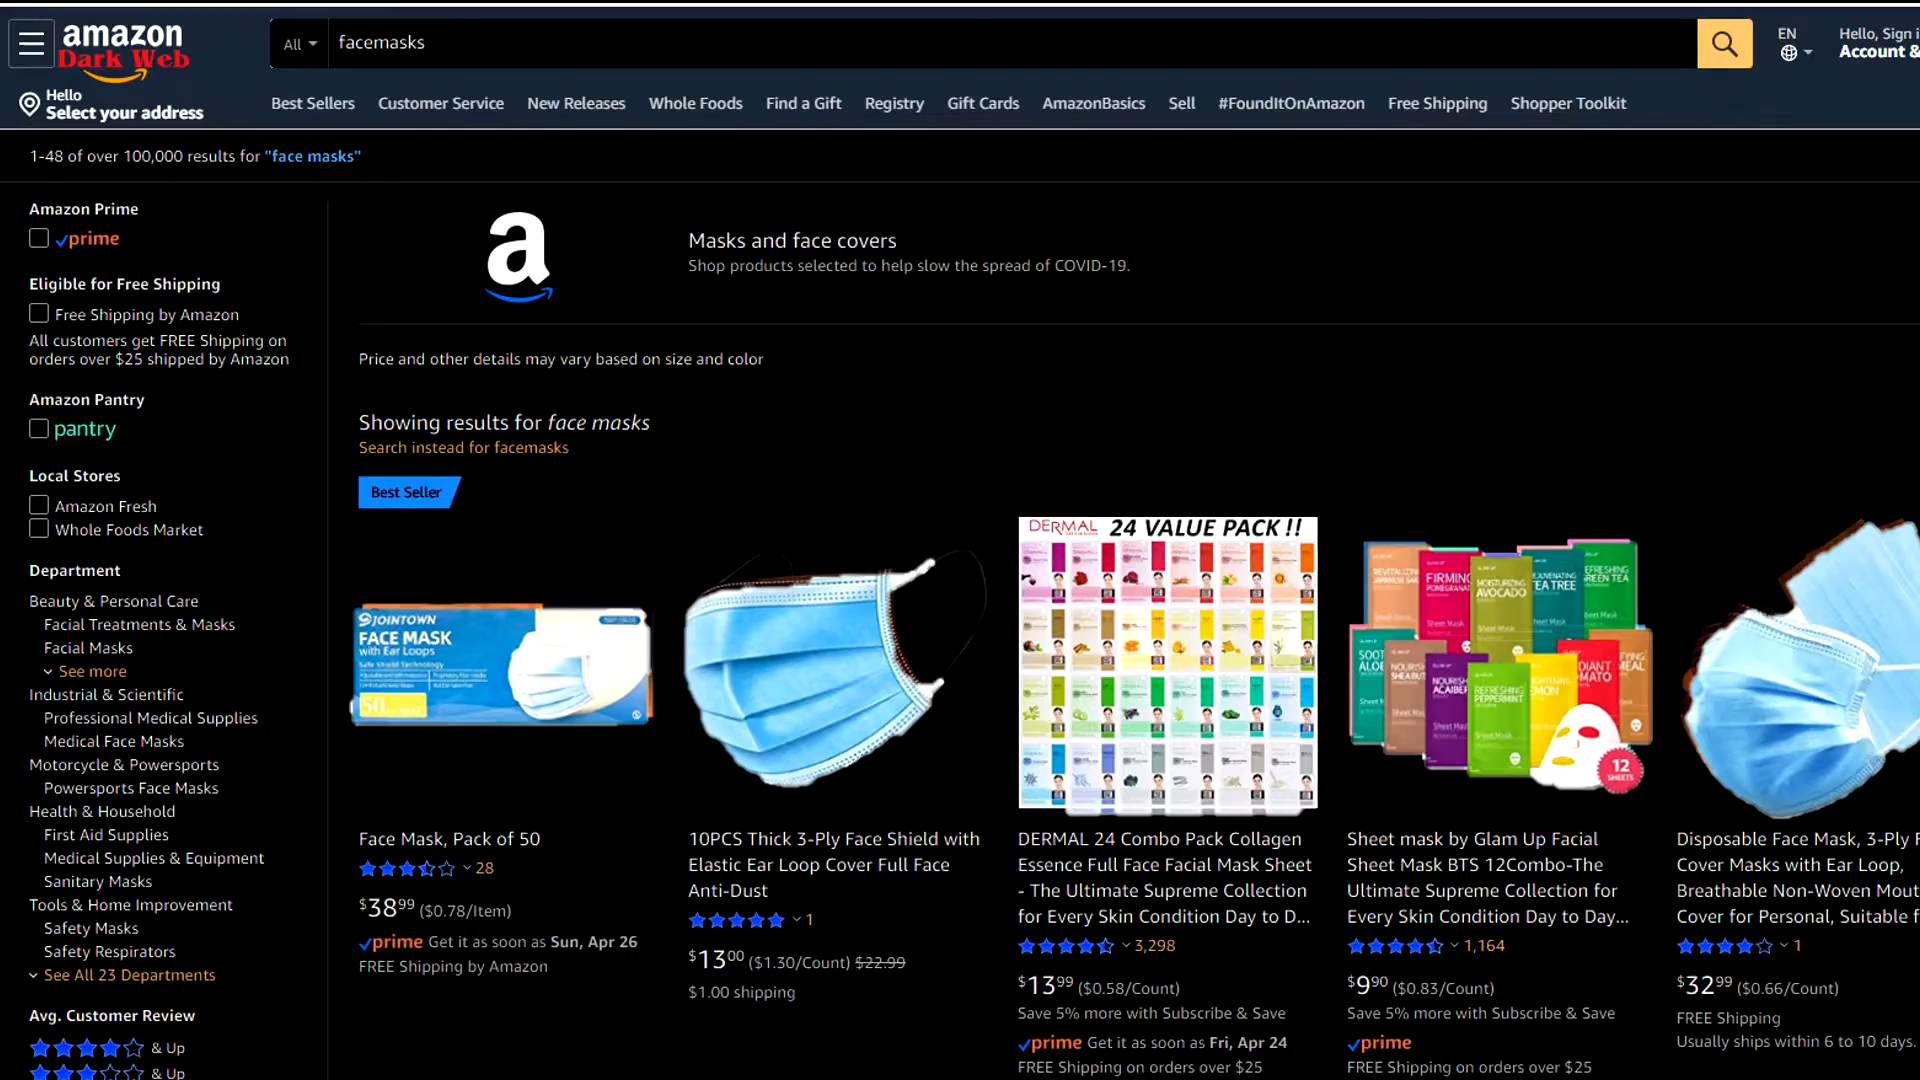 amazon
Dark Web
All
facemasks
EN
Hello, Sign i
Account &
Hello
Select your address
Best Sellers
Customer Service
New Releases
Whole Foods
Find a Gift
Registry
Gift Cards
AmazonBasics
Sell
#FoundItOnAmazon
Free Shipping
Shopper Toolkit
1-48 of over 100,000 results for "face masks"
Amazon Prime
prime
Eligible for Free Shipping
Free Shipping by Amazon
All customers get FREE Shipping on
orders over $25 shipped by Amazon
Amazon Pantry
pantry
Local Stores
Amazon Fresh
Whole Foods Market
Department
Beauty & Personal Care
Facial Treatments & Masks
Facial Masks
See more
Industrial & Scientific
Professional Medical Supplies
Medical Face Masks
Motorcycle & Powersports
Powersports Face Masks
Health & Household
First Aid Supplies
Medical Supplies & Equipment
Sanitary Masks
Tools & Home Improvement
Safety Masks
Safety Respirators
See All 23 Departments
Avg. Customer Review
& Up
& Up
a
Masks and face covers
Shop products selected to help slow the spread of COVID-19.
Price and other details may vary based on size and color
Showing results for face masks
Search instead for facemasks
Best Seller
JOINTOWN
FACE MASK
with Ear Loops
Safe Shield Technology
50
Face Mask, Pack of 50
28
$38.99 ($0.78/Item)
prime Get it as soon as Sun, Apr 26
FREE Shipping by Amazon
10PCS Thick 3-Ply Face Shield with
Elastic Ear Loop Cover Full Face
Anti-Dust
1
$13.00 ($1.30/Count) $22.99
$1.00 shipping
DERMAL 24 VALUE PACK !!
DERMAL 24 Combo Pack Collagen
Essence Full Face Facial Mask Sheet
- The Ultimate Supreme Collection
for Every Skin Condition Day to D...
3,298
$13.99 ($0.58/Count)
Save 5% more with Subscribe & Save
prime Get it as soon as Fri, Apr 24
FREE Shipping on orders over $25
FIRMING
POMEGRANATE
MOISTURIZING
AVOCADO
TEA TREE
GREEN TEA
REFRESHING
PEPPERMINT
Sheet Mask
12
SHEETS
Sheet mask by Glam Up Facial
Sheet Mask BTS 12Combo-The
Ultimate Supreme Collection for
Every Skin Condition Day to Day...
1,164
$9.90 ($0.83/Count)
Save 5% more with Subscribe & Save
prime
FREE Shipping on orders over $25
Disposable Face Mask, 3-Ply F
Cover Masks with Ear Loop,
Breathable Non-Woven Mout
Cover for Personal, Suitable f
1
$32.99 ($0.66/Count)
FREE Shipping
Usually ships within 6 to 10 days.